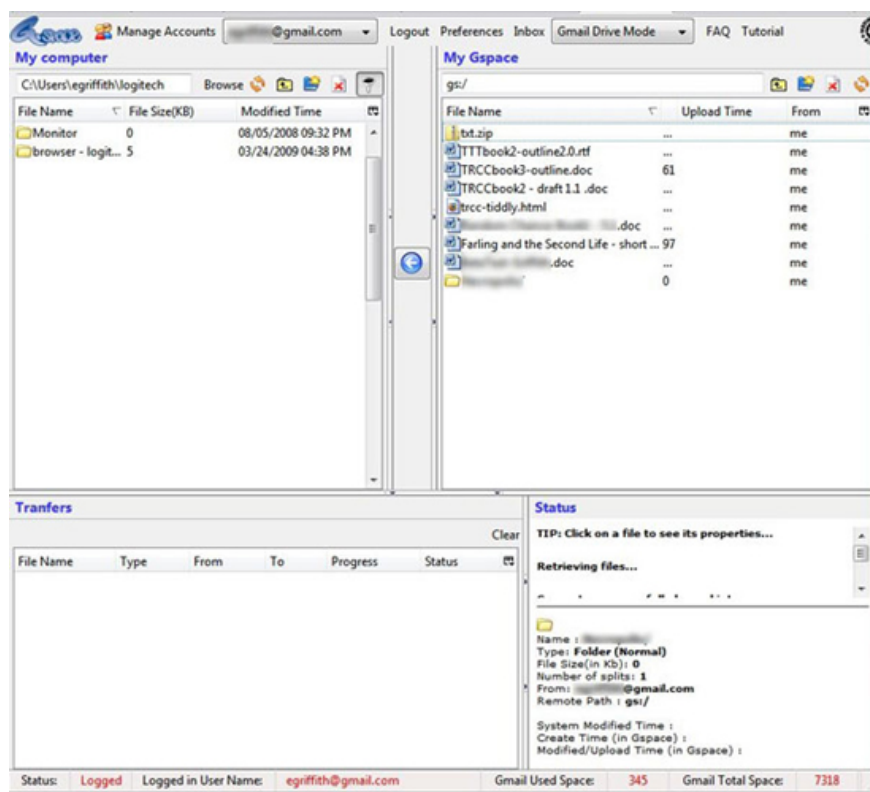 Manage Accounts @gmail.com Logout Preferences Inbox Gmail Drive Mode FAQ Tutorial
My computer
My Gspace
C:\Users\egriffith\logitech Browse
gs:/
File Name File Size(KB) Modified Time
File Name Upload Time From
Monitor 0 08/05/2008 09:32 PM
browser - logit... 5 03/24/2009 04:38 PM
txt.zip ... me
TTTbook2-outline2.0.rtf ... me
TRCCbook3-outline.doc 61 me
TRCCbook2 - draft 1.1 .doc ... me
trcc-tiddly.html ... me
.doc ... me
Farling and the Second Life - short ... 97 me
.doc ... me
0 me
Tranfers
Clear
File Name Type From To Progress Status
Status
TIP: Click on a file to see its properties...
Retrieving files...
Name :
Type: Folder (Normal)
File Size(in Kb): 0
Number of splits: 1
From: @gmail.com
Remote Path : gs:/
System Modified Time :
Create Time (in Gspace) :
Modified/Upload Time (in Gspace) :
Status: Logged Logged in User Name: egriffith@gmail.com Gmail Used Space: 345 Gmail Total Space: 7318